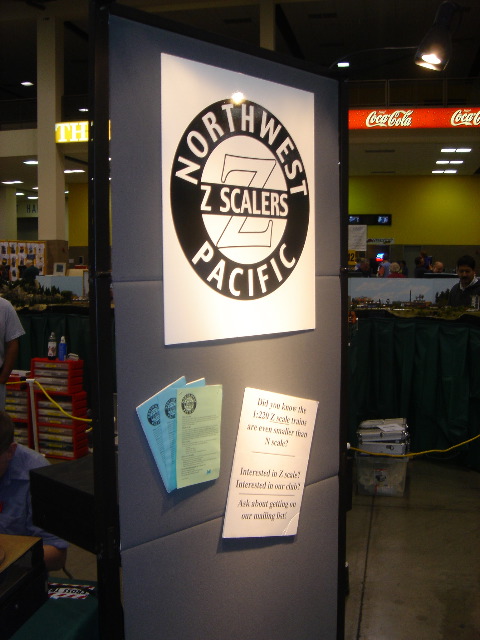 NORTHWEST
Z
Z SCALERS
PACIFIC
Did you know the
1:220 Z scale trains
are even smaller than
N scale?
Interested in Z scale?
Interested in our club?
Ask about getting on
our mailing list!
Coca-Cola
Coca-Cola
TH